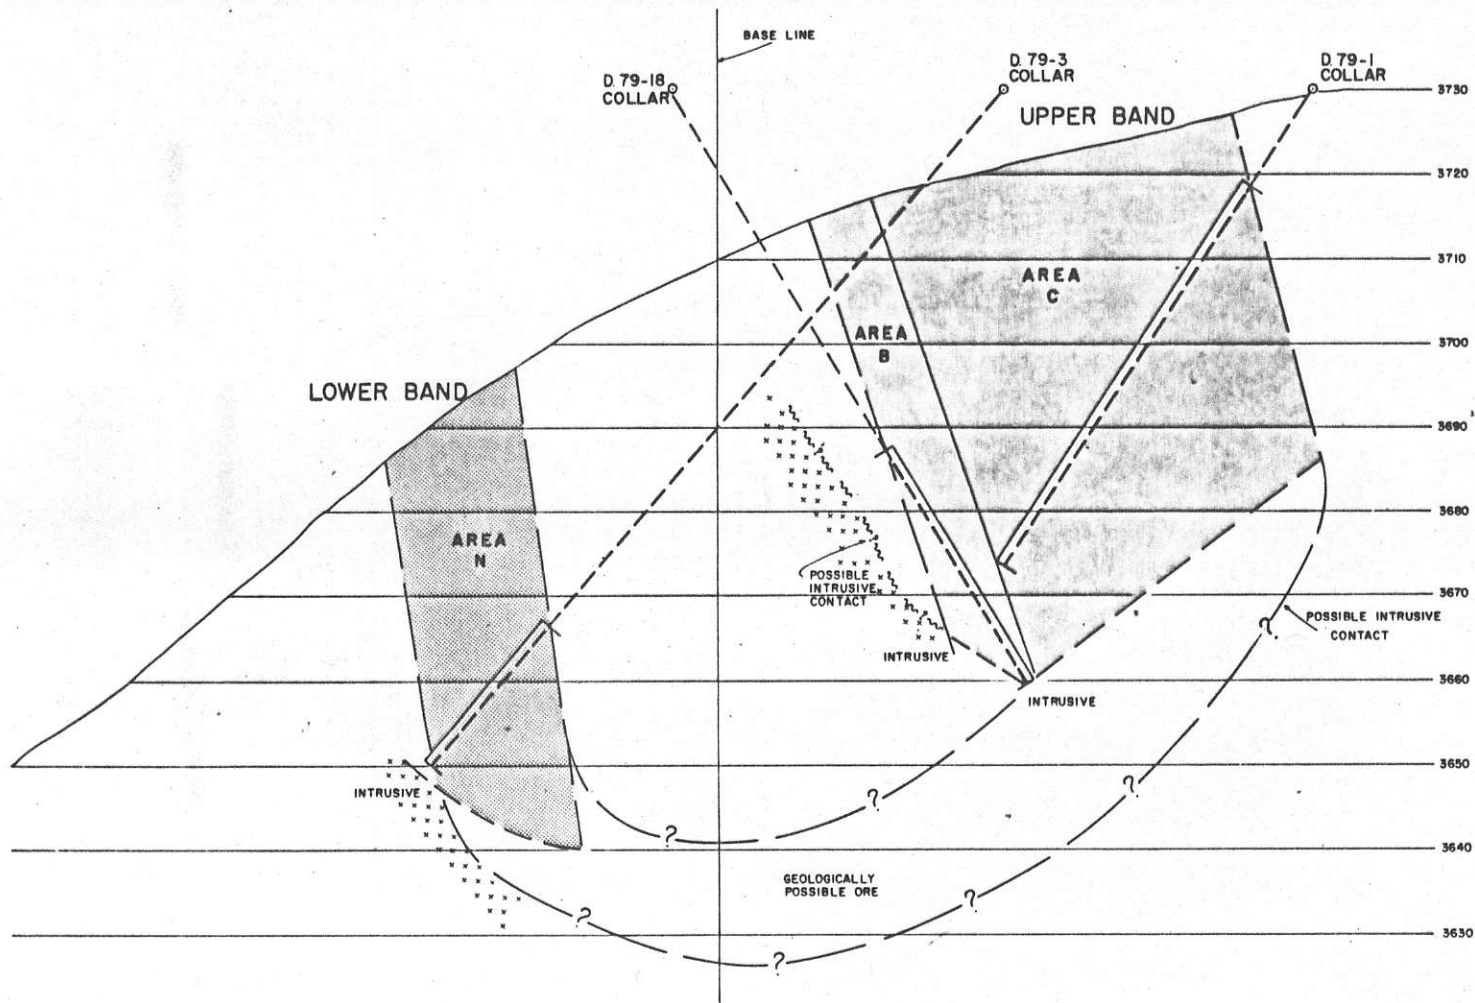 BASE LINE
D. 79-18
COLLAR
D. 79-3
COLLAR
D. 79-1
COLLAR
3730
UPPER BAND
3720
3710
AREA
C
AREA
B
3700
LOWER BAND
3690
3680
AREA
N
POSSIBLE
INTRUSIVE
CONTACT
3670
POSSIBLE INTRUSIVE
CONTACT
?
INTRUSIVE
3660
INTRUSIVE
3650
INTRUSIVE
?
?
?
3640
GEOLOGICALLY
POSSIBLE ORE
?
?
3630
?